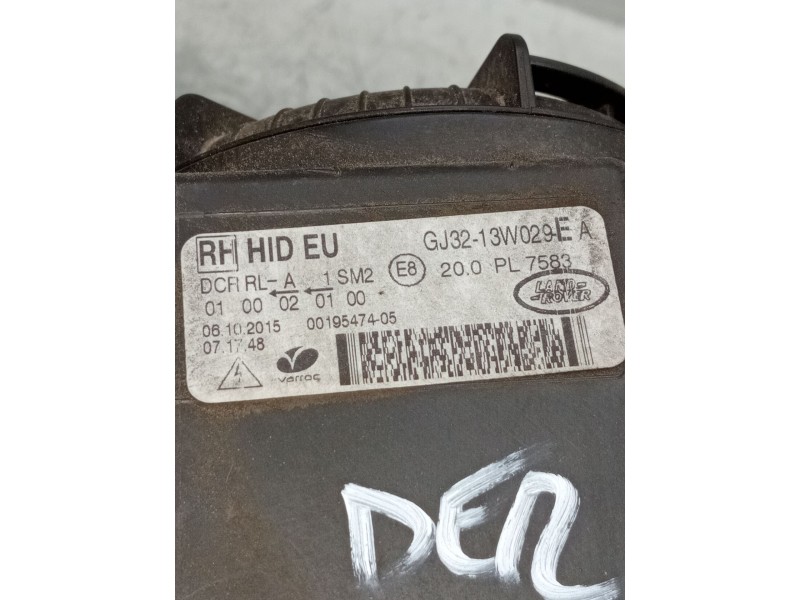 RH HID EU GJ32-13W029-E A
DCR RL-A 1 SM2 E8 20.0 PL 7583
01 00 02 01 00 LAND-ROVER
06.10.2015 00195474-05
07.17.48
varroc
DER